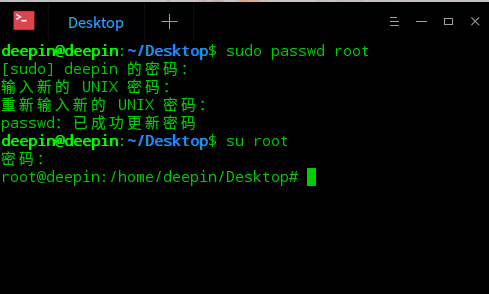 Desktop
deepin@deepin:~/Desktop$ sudo passwd root
[sudo] deepin 的密码：
输入新的 UNIX 密码：
重新输入新的 UNIX 密码：
passwd：已成功更新密码
deepin@deepin:~/Desktop$ su root
密码：
root@deepin:/home/deepin/Desktop#